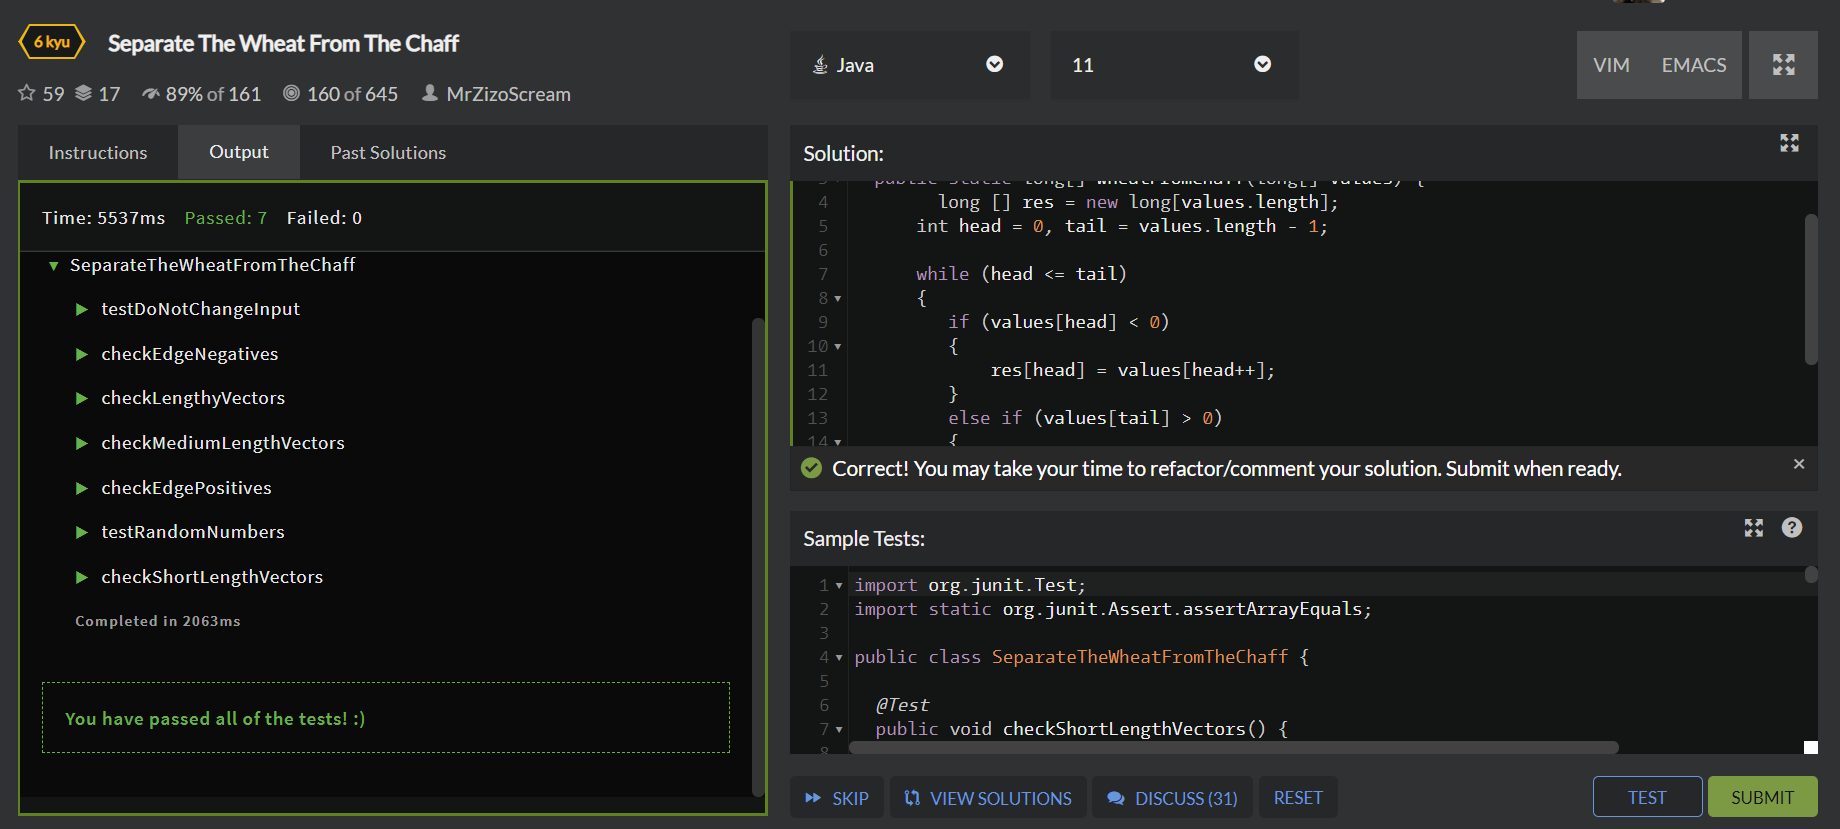 6 kyu
Separate The Wheat From The Chaff
59 17 89% of 161 160 of 645 MrZizoScream
Java
11
VIM EMACS
Instructions Output Past Solutions
Time: 5537ms Passed: 7 Failed: 0
SeparateTheWheatFromTheChaff
testDoNotChangeInput
checkEdgeNegatives
checkLengthyVectors
checkMediumLengthVectors
checkEdgePositives
testRandomNumbers
checkShortLengthVectors
Completed in 2063ms
You have passed all of the tests! :)
Solution:
3 public static long[] wheatFromChaff(long[] values) {
4 long [] res = new long[values.length];
5 int head = 0, tail = values.length - 1;
6
7 while (head <= tail)
8 {
9 if (values[head] < 0)
10 {
11 res[head] = values[head++];
12 }
13 else if (values[tail] > 0)
14 {
Correct! You may take your time to refactor/comment your solution. Submit when ready. ×
Sample Tests:
?
1 import org.junit.Test;
2 import static org.junit.Assert.assertArrayEquals;
3
4 public class SeparateTheWheatFromTheChaff {
5
6 @Test
7 public void checkShortLengthVectors() {
8
SKIP VIEW SOLUTIONS DISCUSS (31) RESET TEST SUBMIT